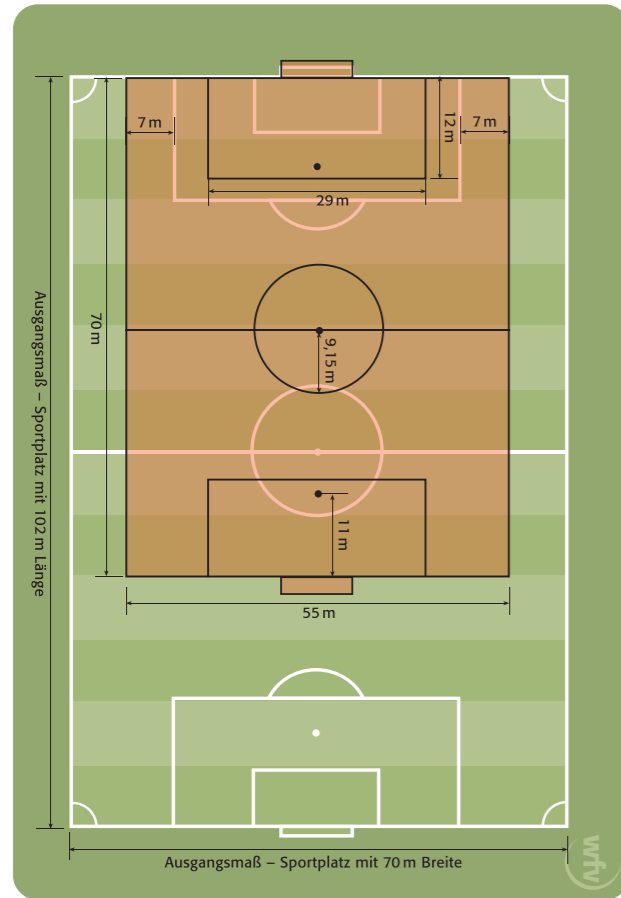 7 m
12 m
7 m
29 m
70 m
9,15 m
Ausgangsmaß – Sportplatz mit 102 m Länge
11 m
55 m
Ausgangsmaß – Sportplatz mit 70 m Breite
wfv